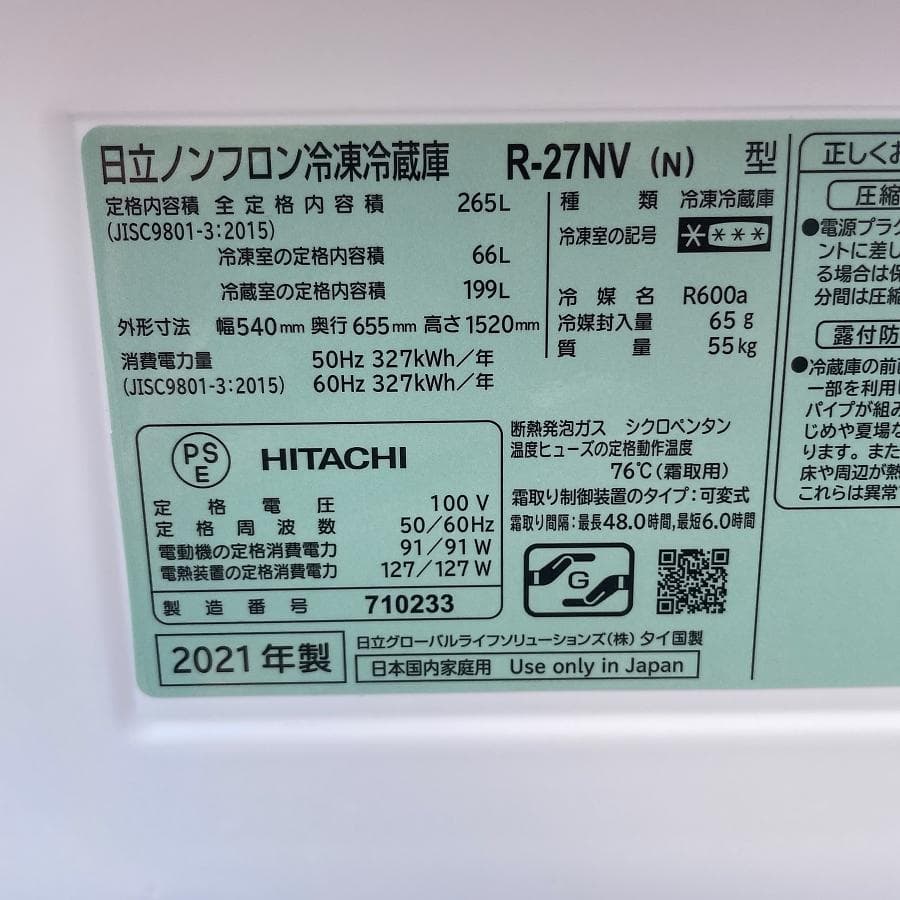 日立ノンフロン冷凍冷蔵庫 R-27NV (N) 型
定格内容積 全定格内容積 265L
(JISC9801-3:2015)
冷凍室の定格内容積 66L
冷蔵室の定格内容積 199L
外形寸法 幅540mm 奥行655mm 高さ1520mm
消費電力量 50Hz 327kWh/年
(JISC9801-3:2015) 60Hz 327kWh/年
種類 冷凍冷蔵庫
冷凍室の記号 ****
冷媒名 R600a
冷媒封入量 65g
質量 55kg
PS
E
HITACHI
定格電圧 100V
定格周波数 50/60Hz
電動機の定格消費電力 91/91W
電熱装置の定格消費電力 127/127W
製造番号 710233
断熱発泡ガス シクロペンタン
温度ヒューズの定格動作温度
76℃(霜取用)
霜取り制御装置のタイプ:可変式
霜取り間隔:最長48.0時間,最短6.0時間
G
2021年製
日立グローバルライフソリューションズ(株) タイ国製
日本国内家庭用 Use only in Japan
正しくお
圧縮
●電源プラグ
ントに差し
る場合は保
分間は圧縮
露付防
●冷蔵庫の前面
一部を利用し
パイプが組み
じめや夏場な
ります。また
床や周辺が熱
これらは異常